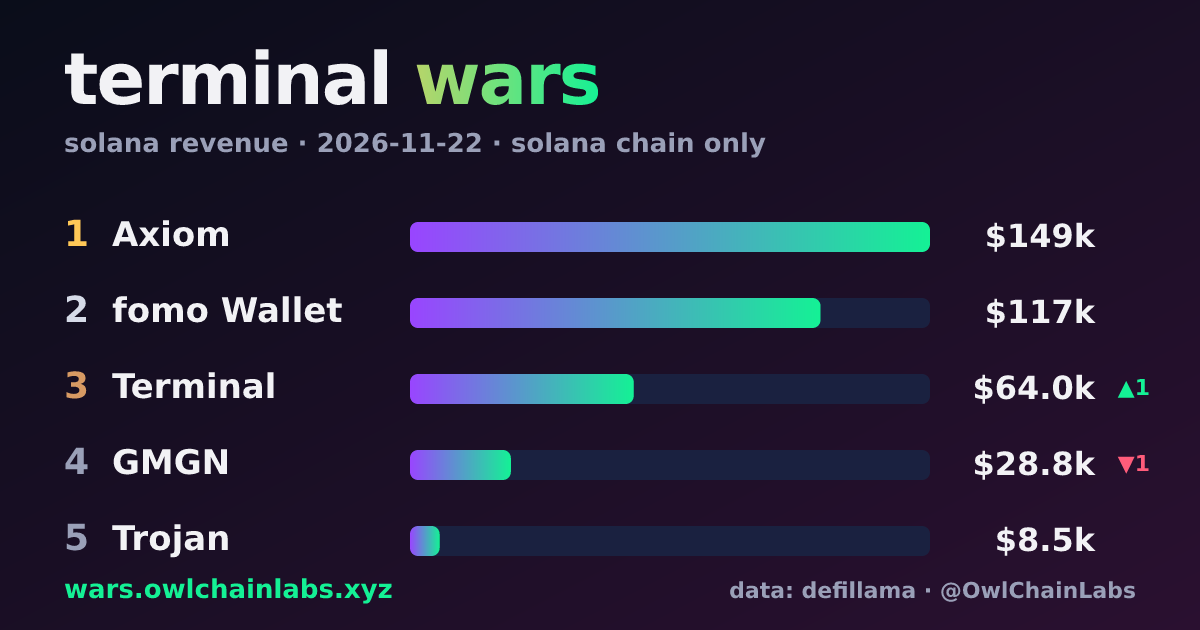 terminal wars
solana revenue · 2026-11-22 · solana chain only
1 Axiom $149k
2 fomo Wallet $117k
3 Terminal $64.0k ▲1
4 GMGN $28.8k ▼1
5 Trojan $8.5k
wars.owlchainlabs.xyz data: defillama · @OwlChainLabs